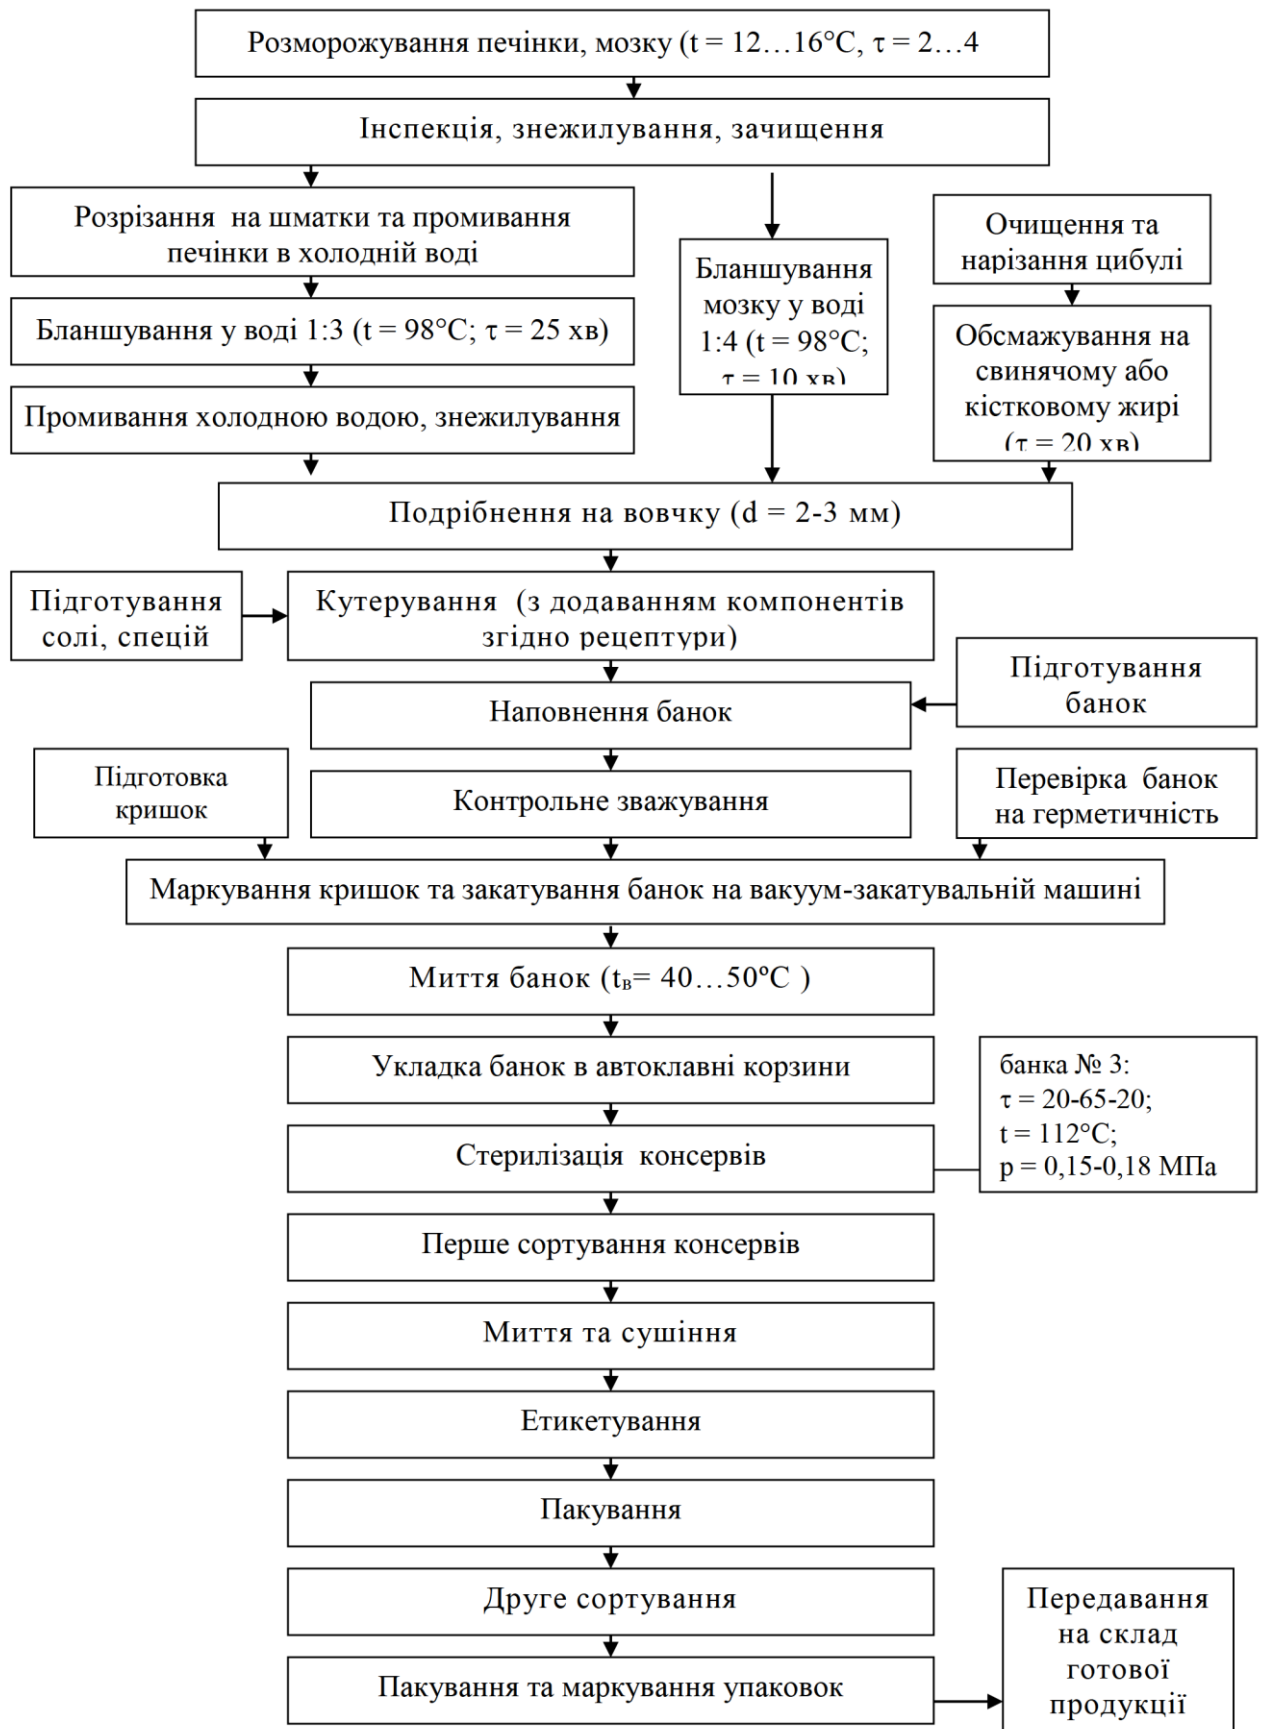 Розморожування печінки, мозку (t = 12…16°C, τ = 2…4
Інспекція, знежилування, зачищення
Розрізання на шматки та промивання
печінки в холодній воді
Очищення та
нарізання цибулі
Бланшування
мозку у воді
1:4 (t = 98°C;
τ = 10 хв)
Бланшування у воді 1:3 (t = 98°C; τ = 25 хв)
Обсмажування на
свинячому або
кістковому жирі
(τ = 20 хв)
Промивання холодною водою, знежилування
Подрібнення на вовчку (d = 2-3 мм)
Підготування
солі, спецій
Кутерування (з додаванням компонентів
згідно рецептури)
Підготування
банок
Наповнення банок
Підготовка
кришок
Контрольне зважування
Перевірка банок
на герметичність
Маркування кришок та закатування банок на вакуум-закатувальній машині
Миття банок (tв= 40…50ºC )
Укладка банок в автоклавні корзини
банка № 3:
τ = 20-65-20;
t = 112°C;
p = 0,15-0,18 МПа
Стерилізація консервів
Перше сортування консервів
Миття та сушіння
Етикетування
Пакування
Друге сортування
Передавання
на склад
готової
продукції
Пакування та маркування упаковок